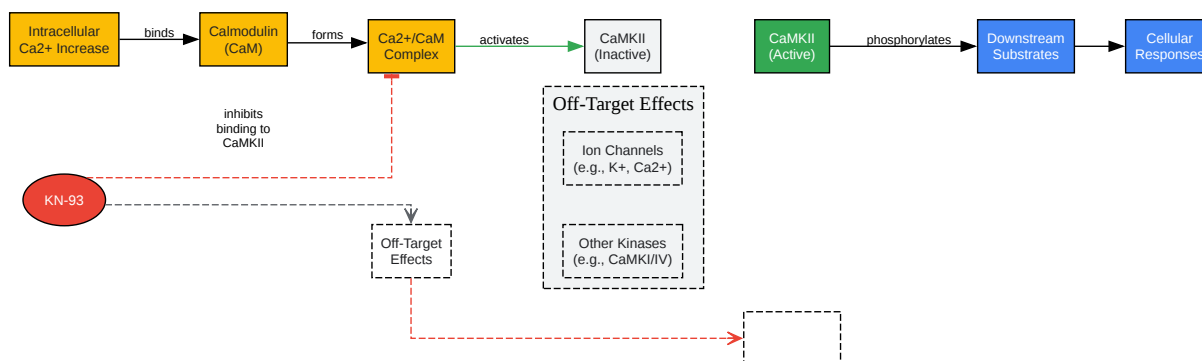 Intracellular
Ca2+ Increase
binds
Calmodulin
(CaM)
forms
Ca2+/CaM
Complex
activates
CaMKII
(Inactive)
CaMKII
(Active)
phosphorylates
Downstream
Substrates
Cellular
Responses
inhibits
binding to
CaMKII
KN-93
Off-Target
Effects
Off-Target Effects
Ion Channels
(e.g., K+, Ca2+)
Other Kinases
(e.g., CaMKI/IV)